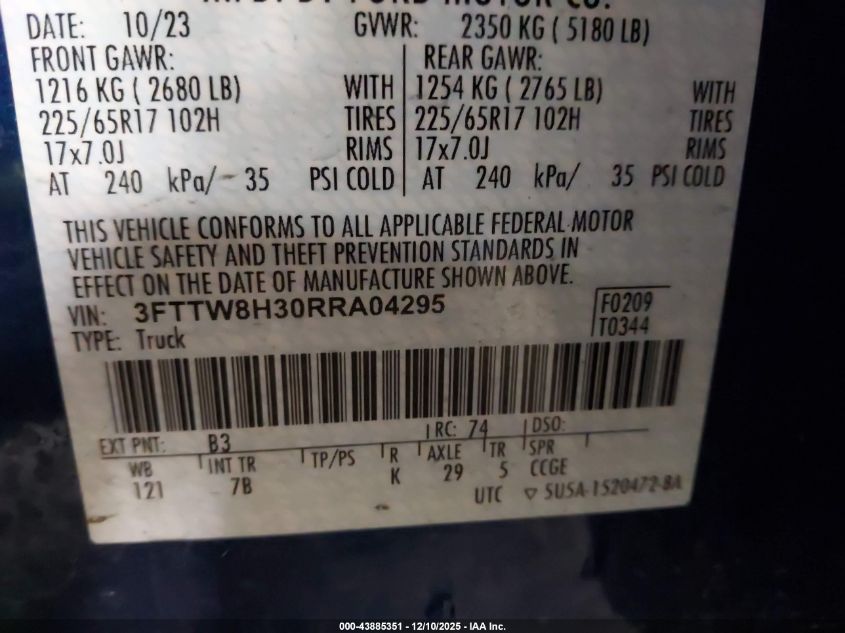 MFD. BY FORD MOTOR CO.
DATE: 10/23 GVWR: 2350 KG ( 5180 LB)
FRONT GAWR: REAR GAWR:
1216 KG ( 2680 LB) WITH 1254 KG ( 2765 LB) WITH
225/65R17 102H TIRES 225/65R17 102H TIRES
17x7.0J RIMS 17x7.0J RIMS
AT 240 kPa/ 35 PSI COLD AT 240 kPa/ 35 PSI COLD
THIS VEHICLE CONFORMS TO ALL APPLICABLE FEDERAL MOTOR
VEHICLE SAFETY AND THEFT PREVENTION STANDARDS IN
EFFECT ON THE DATE OF MANUFACTURE SHOWN ABOVE.
VIN: 3FTTW8H30RRA04295 F0209
TYPE: Truck T0344
EXT PNT: B3 RC: 74 DSO:
WB INT TR TP/PS R AXLE TR SPR
121 7B K 29 5 CCGE
UTC ▽ 5U5A-1520472-BA
000-43885351 — 12/10/2025 — IAA Inc.